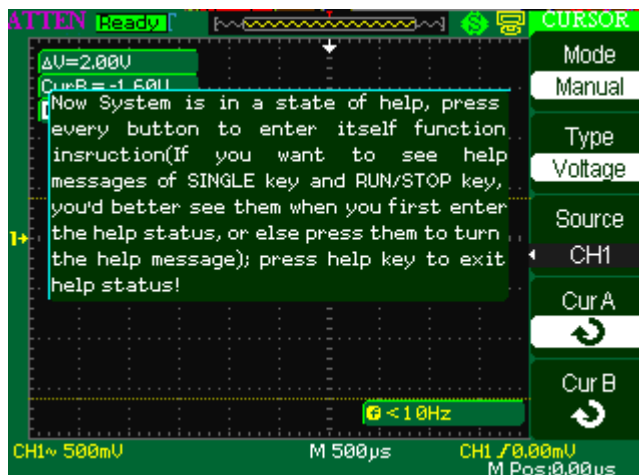 ATTEN Ready CURSOR
ΔV=2.00V
CurB = -1.60V
Now System is in a state of help, press
every button to enter itself function
insruction(If you want to see help
messages of SINGLE key and RUN/STOP key,
you'd better see them when you first enter
the help status, or else press them to turn
the help message); press help key to exit
help status!
1
Mode
Manual
Type
Voltage
Source
CH1
Cur A
Cur B
f <10Hz
CH1~ 500mV M 500µs CH1 0.00mV
M Pos:0.00µs